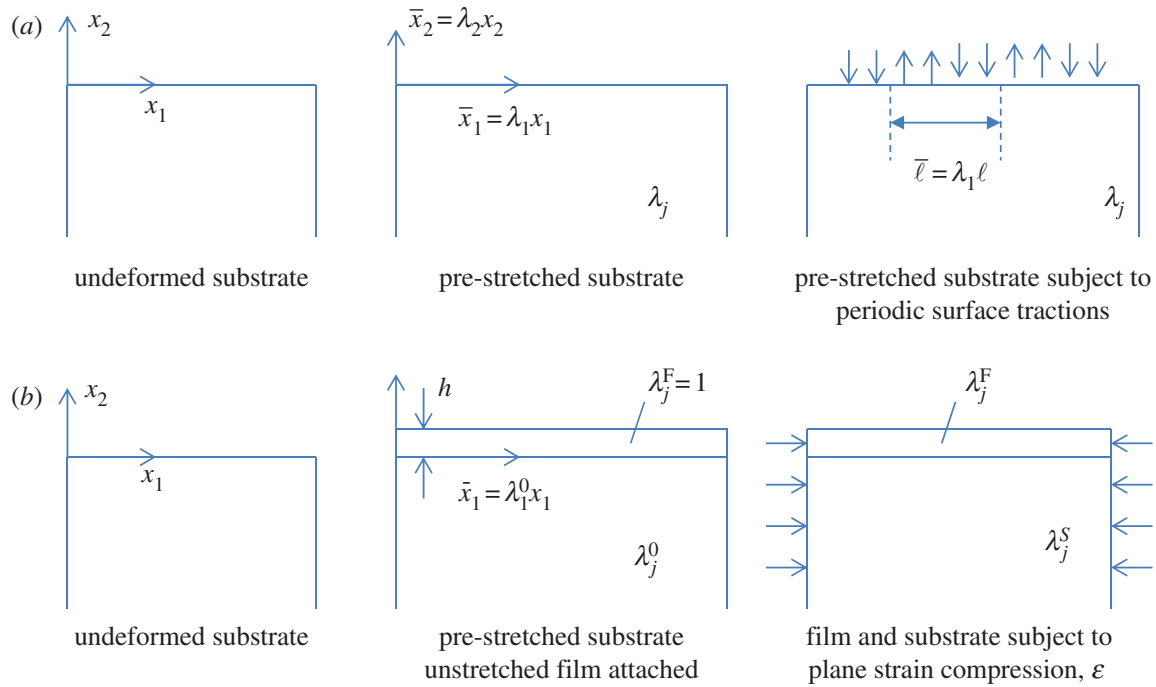 (a)
x₂
x₁
undeformed substrate
x̅₂ = λ₂x₂
x̅₁ = λ₁x₁
λⱼ
pre-stretched substrate
ℓ̅ = λ₁ℓ
λⱼ
pre-stretched substrate subject to
periodic surface tractions
(b)
x₂
x₁
undeformed substrate
h
λⱼᶠ = 1
x̄₁ = λ₁⁰x₁
λⱼ⁰
pre-stretched substrate
unstretched film attached
λⱼᶠ
λⱼˢ
film and substrate subject to
plane strain compression, ε